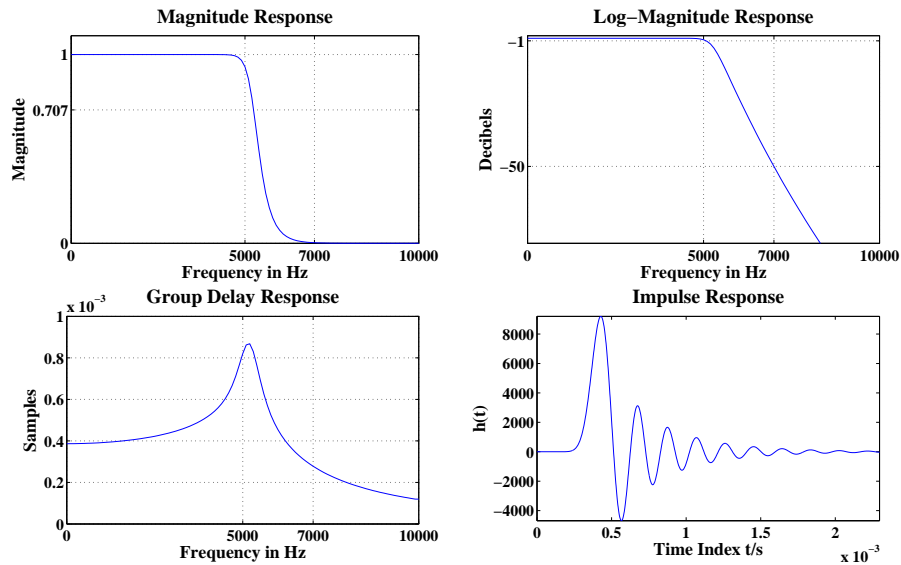 Magnitude Response
1
0.707
0
Magnitude
0
5000
7000
10000
Frequency in Hz
Log−Magnitude Response
−1
−50
Decibels
0
5000
7000
10000
Frequency in Hz
Group Delay Response
x 10−3
1
0.8
0.6
0.4
0.2
0
Samples
0
5000
7000
10000
Frequency in Hz
Impulse Response
8000
6000
4000
2000
0
−2000
−4000
h(t)
0
0.5
1
1.5
2
Time Index t/s
x 10−3